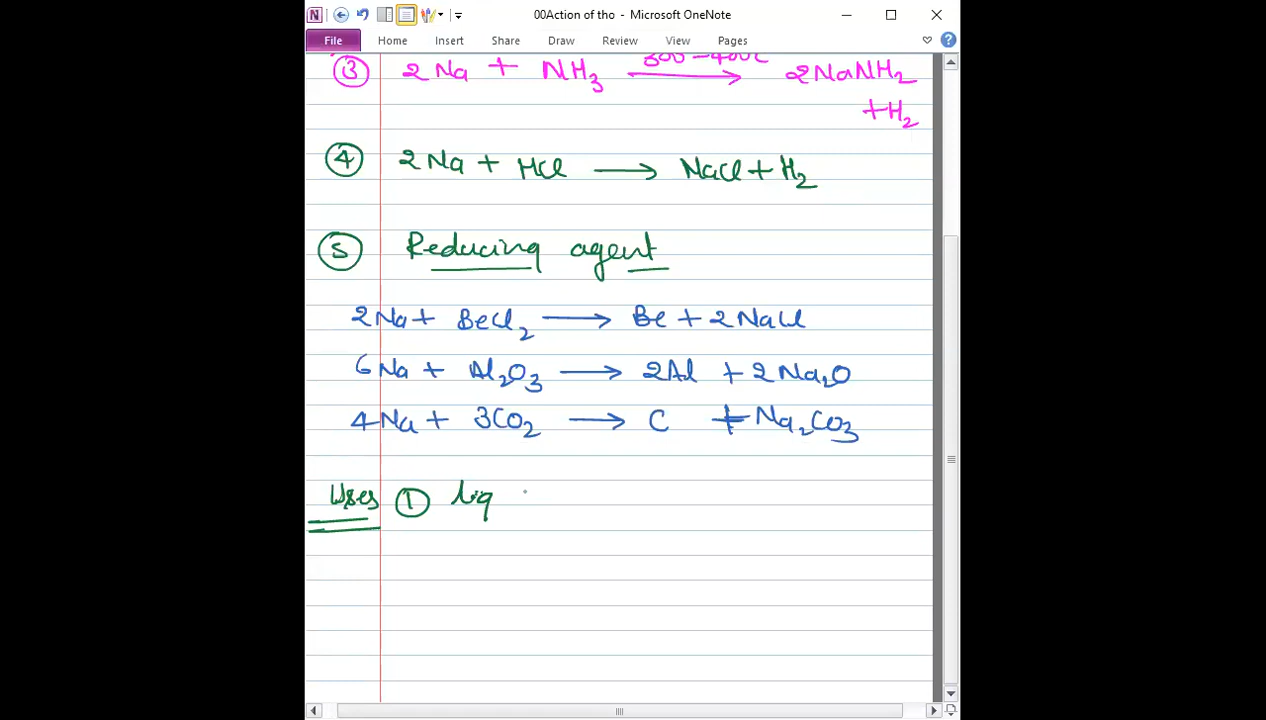 00Action of tho - Microsoft OneNote
File Home Insert Share Draw Review View Pages
③ 2Na + NH₃ 300-400C → 2NaNH₂
+H₂
④ 2Na + HCl → NaCl + H₂
⑤ Reducing agent
2Na + BeCl₂ → Be + 2NaCl
6Na + Al₂O₃ → 2Al + 2Na₂O
4Na + 3CO₂ → C + Na₂CO₃
Uses ① Liq